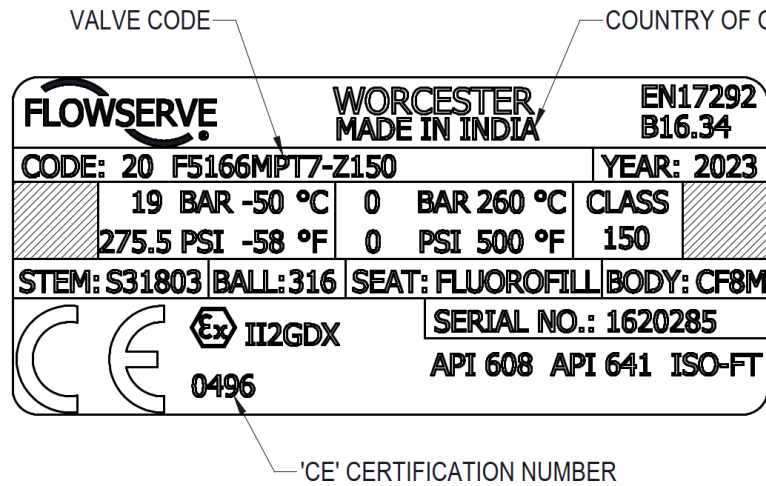 VALVE CODE COUNTRY OF
FLOWSERVE WORCESTER EN17292
MADE IN INDIA B16.34
CODE: 20 F5166MPT7-Z150 YEAR: 2023
19 BAR -50 °C 0 BAR 260 °C CLASS
275.5 PSI -58 °F 0 PSI 500 °F 150
STEM: S31803 BALL: 316 SEAT: FLUOROFILL BODY: CF8M
CE Ex II2GDX SERIAL NO.: 1620285
0496 API 608 API 641 ISO-FT
'CE' CERTIFICATION NUMBER